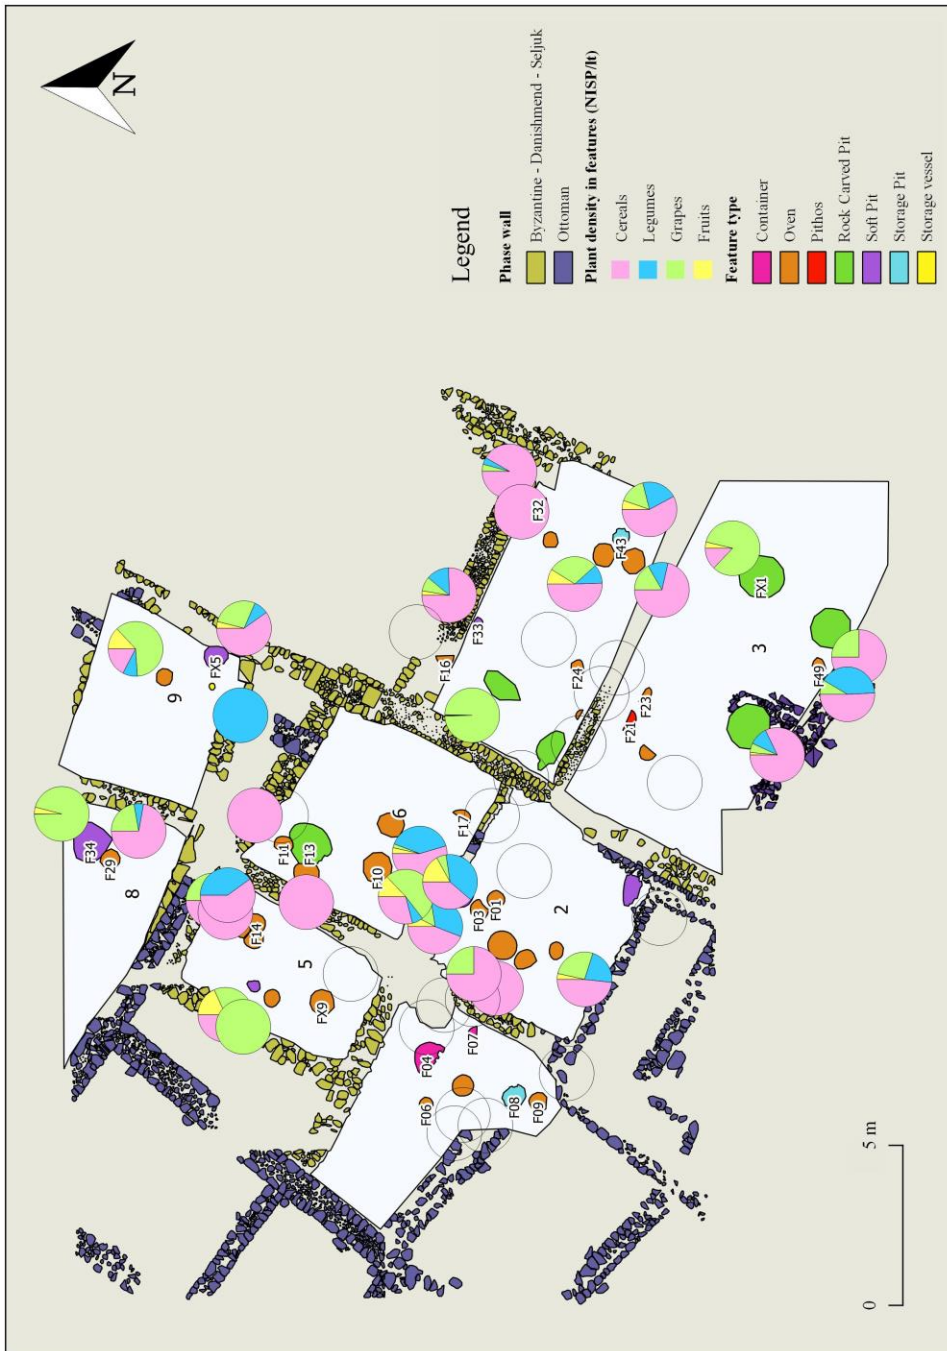 N
Legend
Phase wall
Byzantine - Danishmend - Seljuk
Ottoman
Plant density in features (NISP/lt)
Cereals
Legumes
Grapes
Fruits
Feature type
Container
Oven
Pithos
Rock Carved Pit
Soft Pit
Storage Pit
Storage vessel
8
F34
F29
9
FX5
5
F14
FX9
F11
F13
6
F10
F17
F16
F33
F32
F43
F24
2
F03
F01
F04
F07
F06
F08
F09
3
FX1
F49
F21
F23
0
5 m